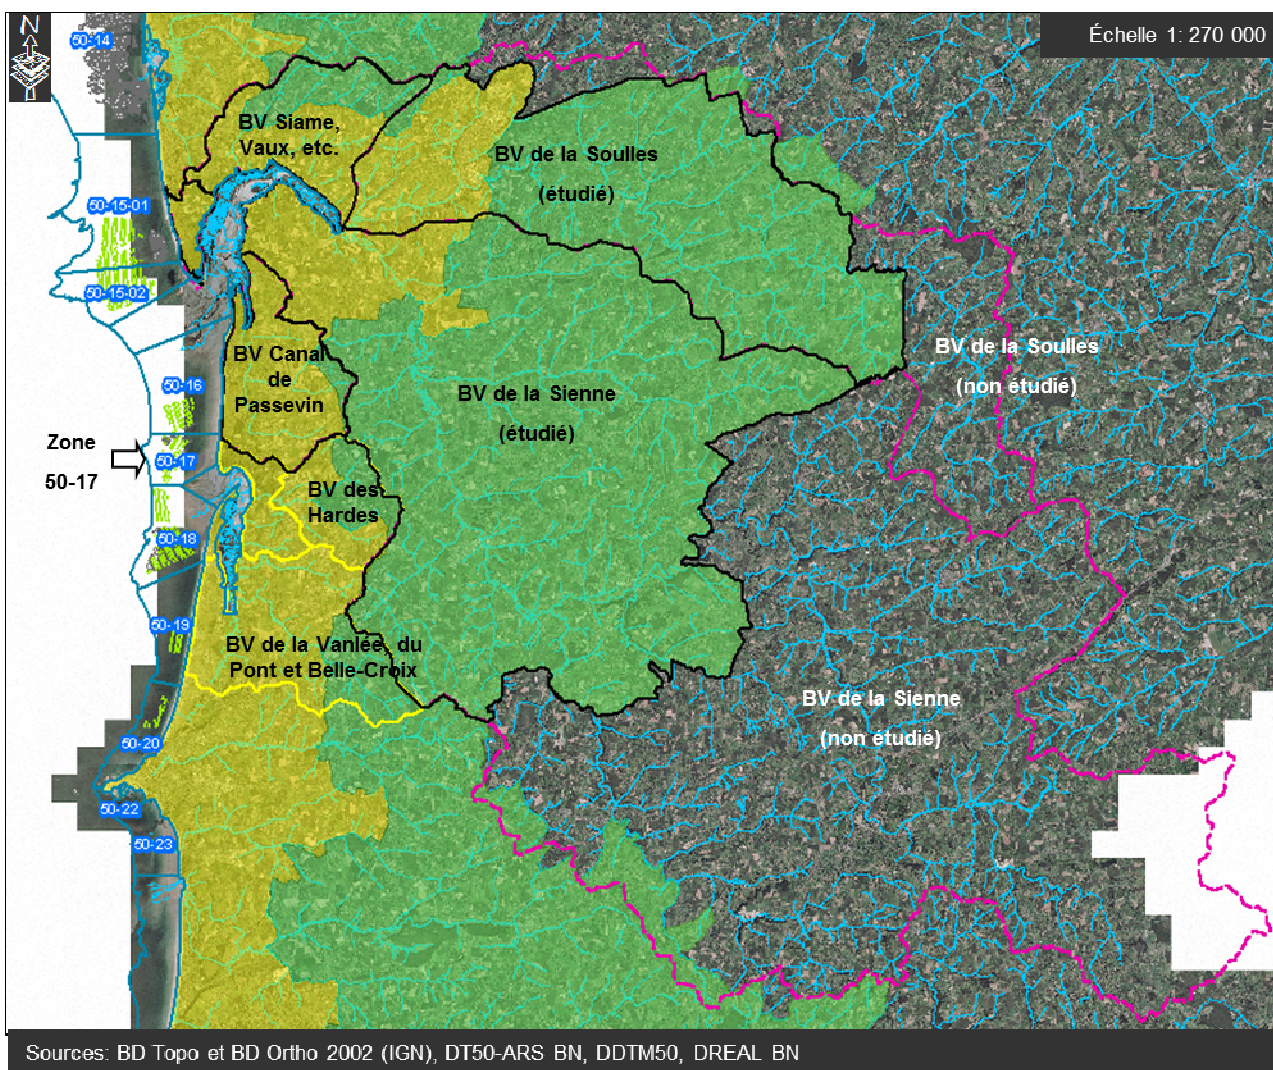 N
Échelle 1: 270 000
50-14
BV Siame,
Vaux, etc.
BV de la Soulles
(étudié)
50-15-01
50-15-02
BV Canal
de
Passevin
BV de la Sienne
(étudié)
BV de la Soulles
(non étudié)
50-16
Zone
50-17
50-17
BV des
Hardes
50-18
50-19
BV de la Vanlée, du
Pont et Belle-Croix
BV de la Sienne
(non étudié)
50-20
50-22
50-23
Sources: BD Topo et BD Ortho 2002 (IGN), DT50-ARS BN, DDTM50, DREAL BN